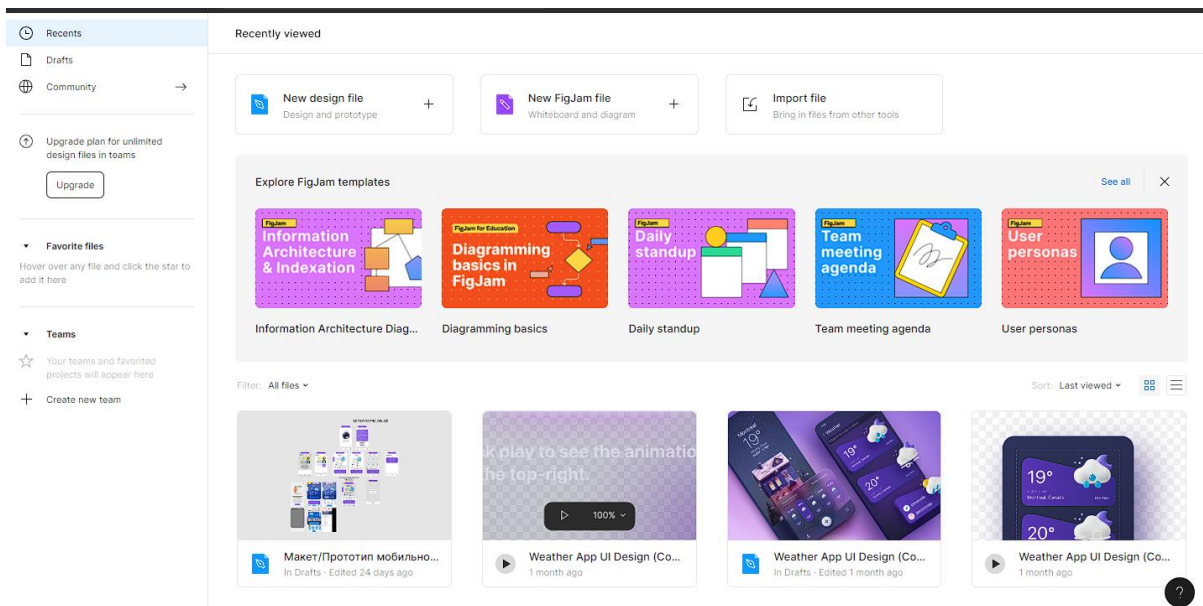 Recents
Drafts
Community
Upgrade plan for unlimited
design files in teams
Upgrade
Favorite files
Hover over any file and click the star to
add it here
Teams
Your teams and favorited
projects will appear here
Create new team
Recently viewed
New design file
Design and prototype
New FigJam file
Whiteboard and diagram
Import file
Bring in files from other tools
Explore FigJam templates
See all
FigJam
Information
Architecture
& Indexation
Information Architecture Diag...
FigJam for Education
Diagramming
basics in
FigJam
Diagramming basics
FigJam
Daily
standup
Daily standup
FigJam
Team
meeting
agenda
Team meeting agenda
FigJam
User
personas
User personas
Filter: All files
Sort: Last viewed
Макет/Прототип мобильно...
In Drafts · Edited 24 days ago
k play to see the animatio
he top-right.
100%
Weather App UI Design (Co...
1 month ago
Montreal
19°
Weather
19°
20°
Weather App UI Design (Co...
In Drafts · Edited 1 month ago
19°
Montreal, Canada
20°
Weather App UI Design (Co...
1 month ago
?